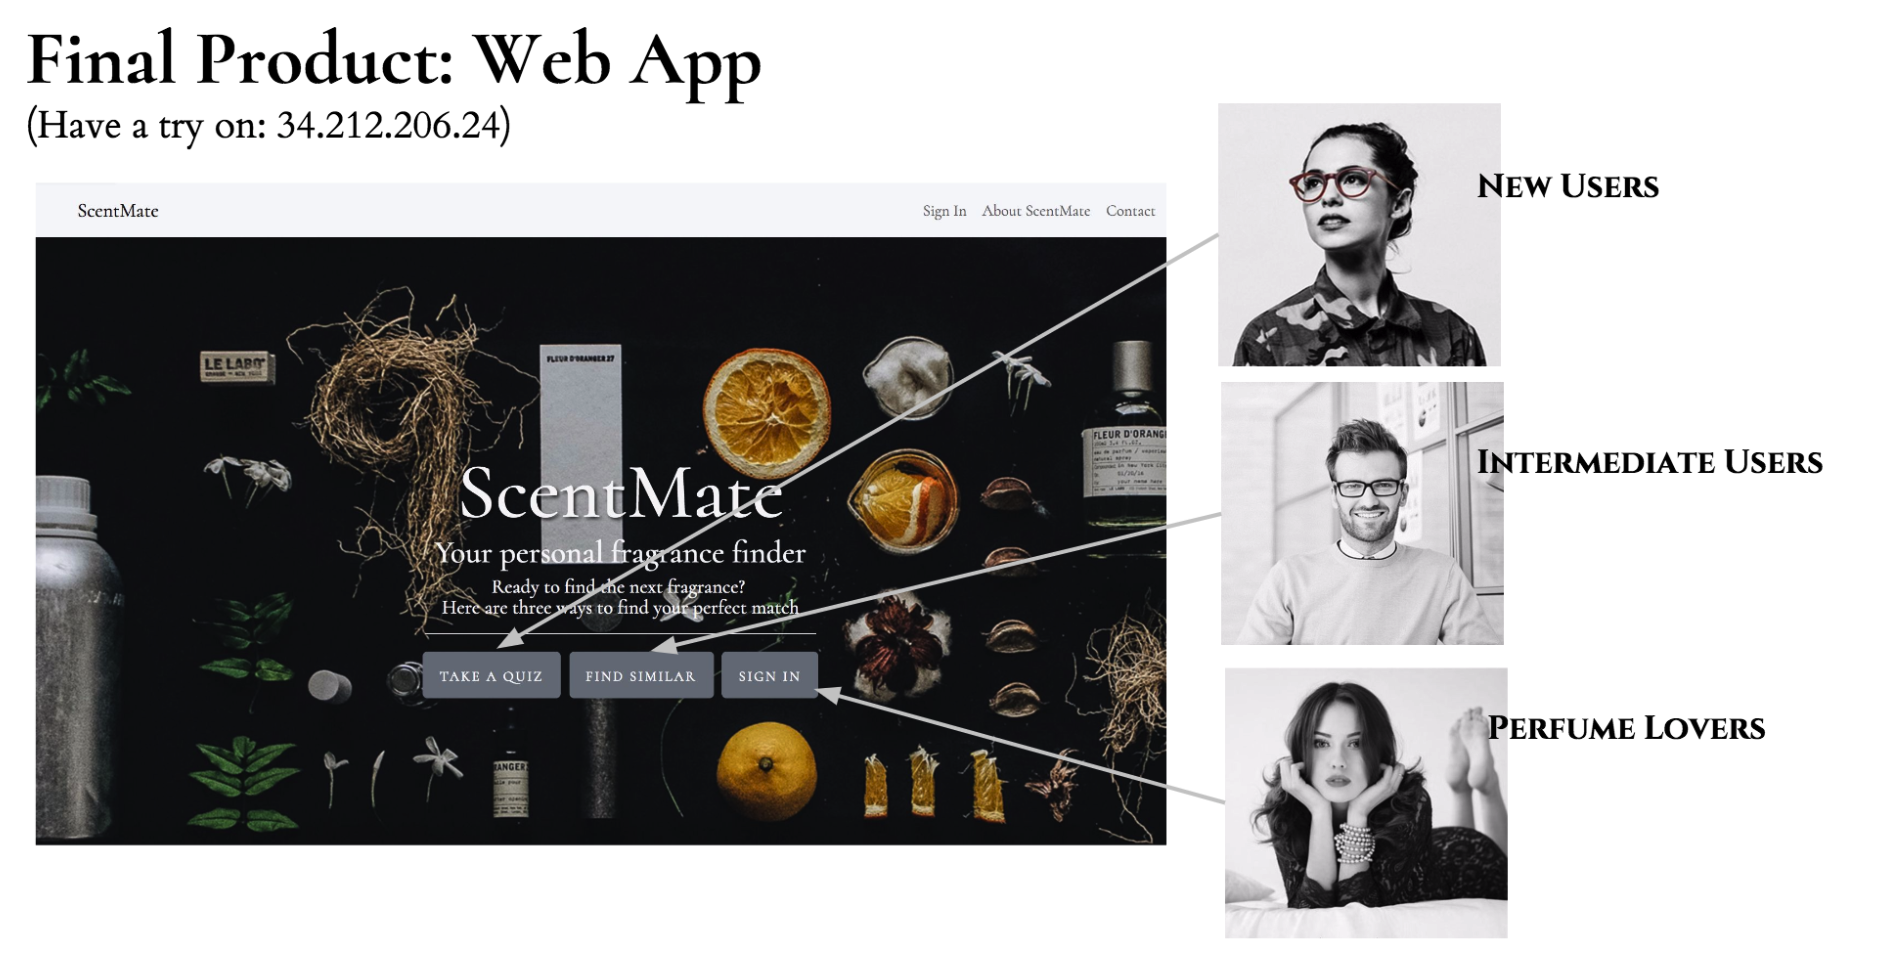 Final Product: Web App
(Have a try on: 34.212.206.24)
ScentMate
Sign In
About ScentMate
Contact
LE LABO
FLEUR D'ORANGER 27
FLEUR D'ORANG
ScentMate
Your personal fragrance finder
Ready to find the next fragrance?
Here are three ways to find your perfect match
TAKE A QUIZ
FIND SIMILAR
SIGN IN
RANGER
NEW USERS
INTERMEDIATE USERS
PERFUME LOVERS